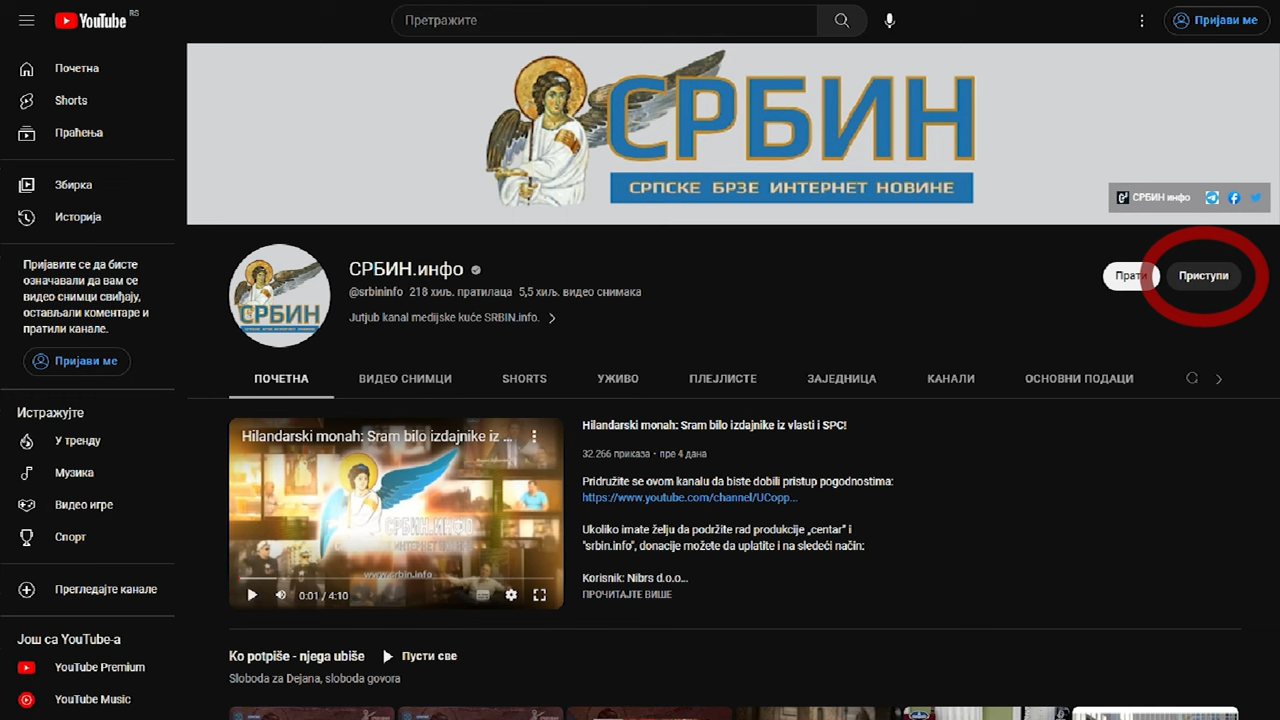 YouTube RS
Претражите
Пријави ме
Почетна
Shorts
Праћења
Збирка
Историја
Пријавите се да бисте
означавали да вам се
видео снимци свиђају,
остављали коментаре и
пратили канале.
Пријави ме
Истражујте
У тренду
Музика
Видео игре
Спорт
Прегледајте канале
Још са YouTube-а
YouTube Premium
YouTube Music
СРБИН
СРПСКЕ БРЗЕ ИНТЕРНЕТ НОВИНЕ
СРБИН инфо
СРБИН
СРБИН.инфо
@srbininfo 218 хиљ. пратилаца 5,5 хиљ. видео снимака
Jutjub kanal medijske kuće SRBIN.info.
Прати
Приступи
ПОЧЕТНА ВИДЕО СНИМЦИ SHORTS УЖИВО ПЛЕЈЛИСТЕ ЗАЈЕДНИЦА КАНАЛИ ОСНОВНИ ПОДАЦИ
Hilandarski monah: Sram bilo izdajnike iz ...
СРБИН.ИНФО
www.srbin.info
0:01 / 4:10
Hilandarski monah: Sram bilo izdajnike iz vlasti i SPC!
32.266 приказа • пре 4 дана
Pridružite se ovom kanalu da biste dobili pristup pogodnostima:
https://www.youtube.com/channel/UCopp...
Ukoliko imate želju da podržite rad produkcije „centar" i
"srbin.info", donacije možete da uplatite i na sledeći način:
Korisnik: Nibrs d.o.o...
ПРОЧИТАЈТЕ ВИШЕ
Ko potpiše - njega ubiše
Пусти све
Sloboda za Dejana, sloboda govora